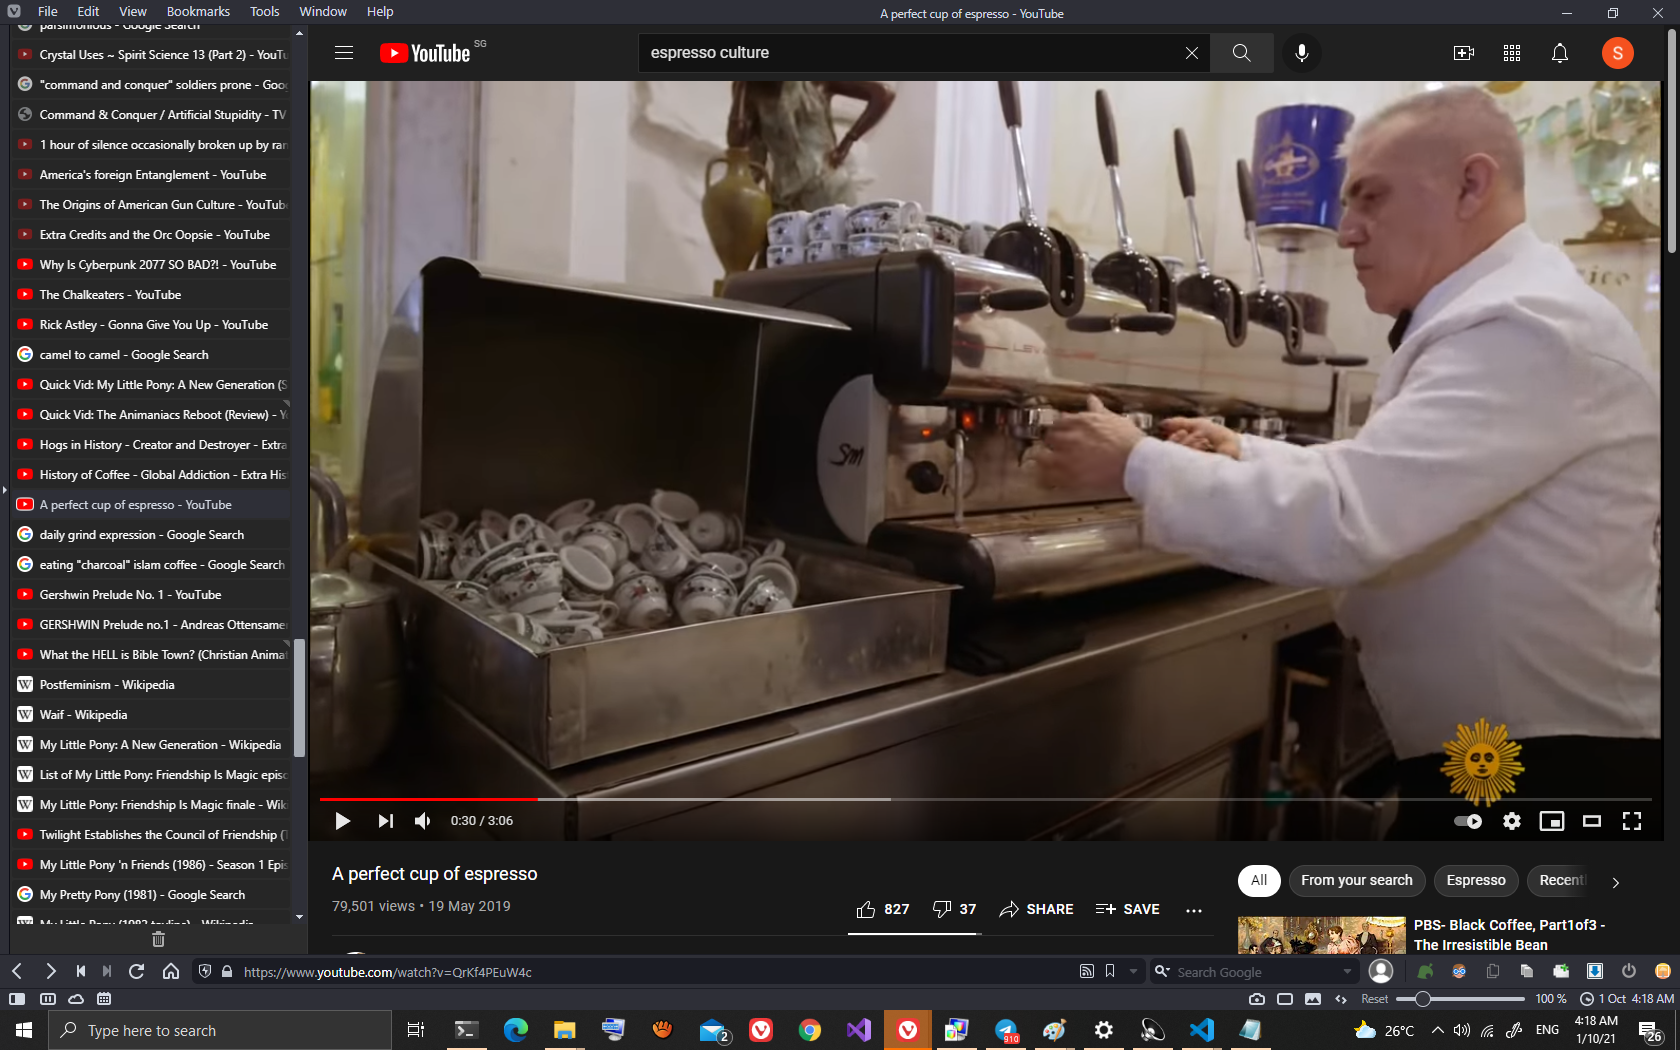 File Edit View Bookmarks Tools Window Help
A perfect cup of espresso - YouTube
parsimonious - Google Search
Crystal Uses ~ Spirit Science 13 (Part 2) - YouTu
"command and conquer" soldiers prone - Goo
Command & Conquer / Artificial Stupidity - TV
1 hour of silence occasionally broken up by ran
America's foreign Entanglement - YouTube
The Origins of American Gun Culture - YouTube
Extra Credits and the Orc Oopsie - YouTube
Why Is Cyberpunk 2077 SO BAD?! - YouTube
The Chalkeaters - YouTube
Rick Astley - Gonna Give You Up - YouTube
camel to camel - Google Search
Quick Vid: My Little Pony: A New Generation (S
Quick Vid: The Animaniacs Reboot (Review) - Y
Hogs in History - Creator and Destroyer - Extra
History of Coffee - Global Addiction - Extra His
A perfect cup of espresso - YouTube
daily grind expression - Google Search
eating "charcoal" islam coffee - Google Search
Gershwin Prelude No. 1 - YouTube
GERSHWIN Prelude no.1 - Andreas Ottensame
What the HELL is Bible Town? (Christian Animat
Postfeminism - Wikipedia
Waif - Wikipedia
My Little Pony: A New Generation - Wikipedia
List of My Little Pony: Friendship Is Magic episo
My Little Pony: Friendship Is Magic finale - Wiki
Twilight Establishes the Council of Friendship (T
My Little Pony 'n Friends (1986) - Season 1 Epis
My Pretty Pony (1981) - Google Search
My Little Pony (1983 toyline) - Wikipedia
YouTube SG
espresso culture
S
Sm
0:30 / 3:06
A perfect cup of espresso
79,501 views • 19 May 2019
827 37 SHARE SAVE
All From your search Espresso Recent
PBS- Black Coffee, Part1of3 -
The Irresistible Bean
https://www.youtube.com/watch?v=QrKf4PEuW4c
Search Google
Reset 100 % 1 Oct 4:18 AM
Type here to search
2
910
26°C
ENG
4:18 AM
1/10/21
26